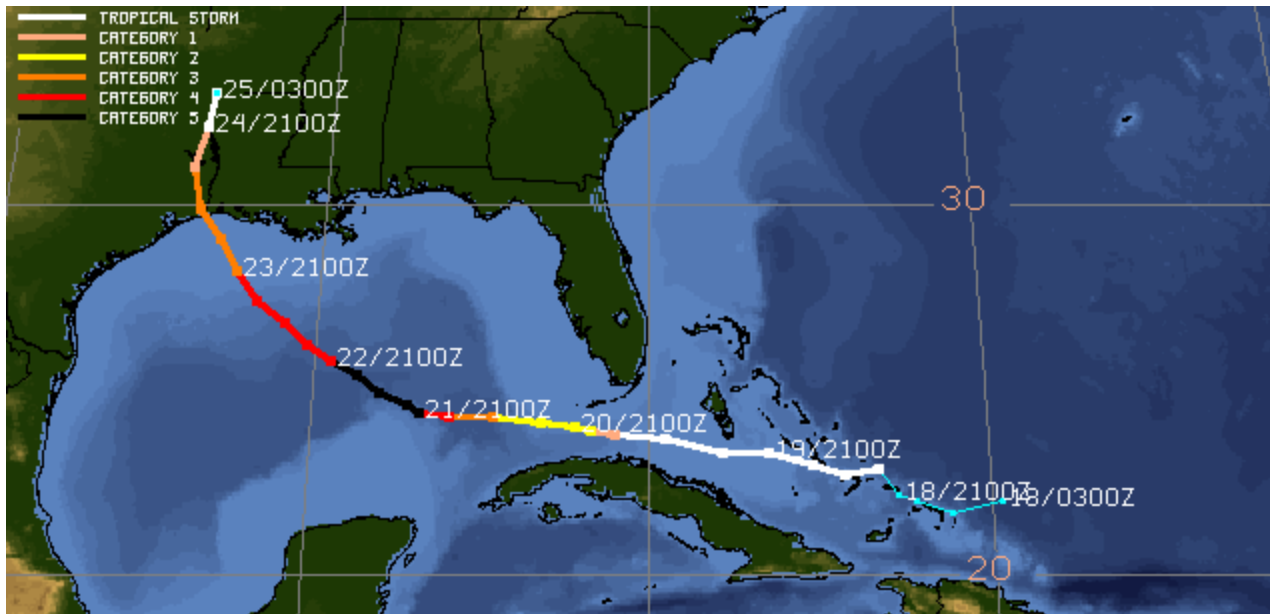 TROPICAL STORM
CATEGORY 1
CATEGORY 2
CATEGORY 3
CATEGORY 4
CATEGORY 5
25/0300Z
24/2100Z
30
23/2100Z
22/2100Z
21/2100Z
20/2100Z
19/2100Z
18/2100Z
18/0300Z
20